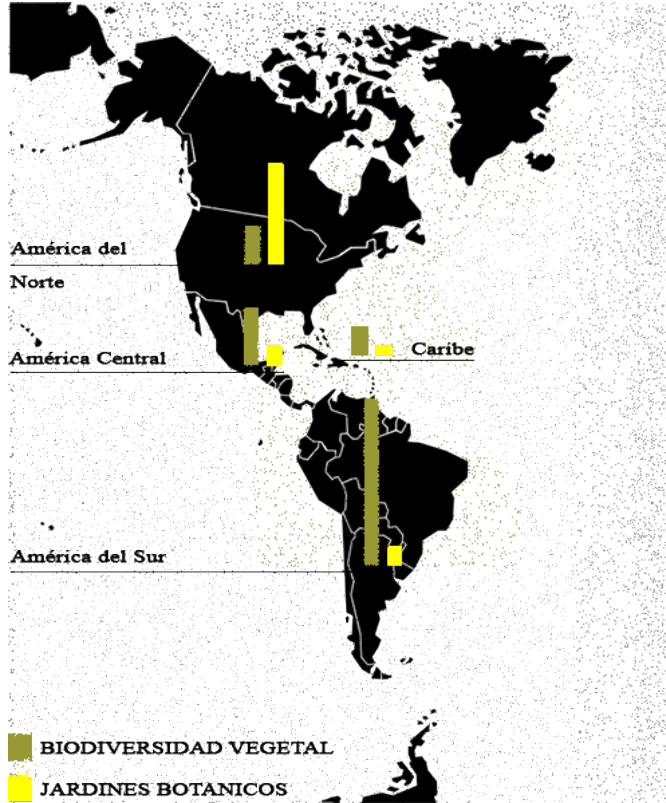 América del
Norte
América Central
Caribe
América del Sur
BIODIVERSIDAD VEGETAL
JARDINES BOTANICOS